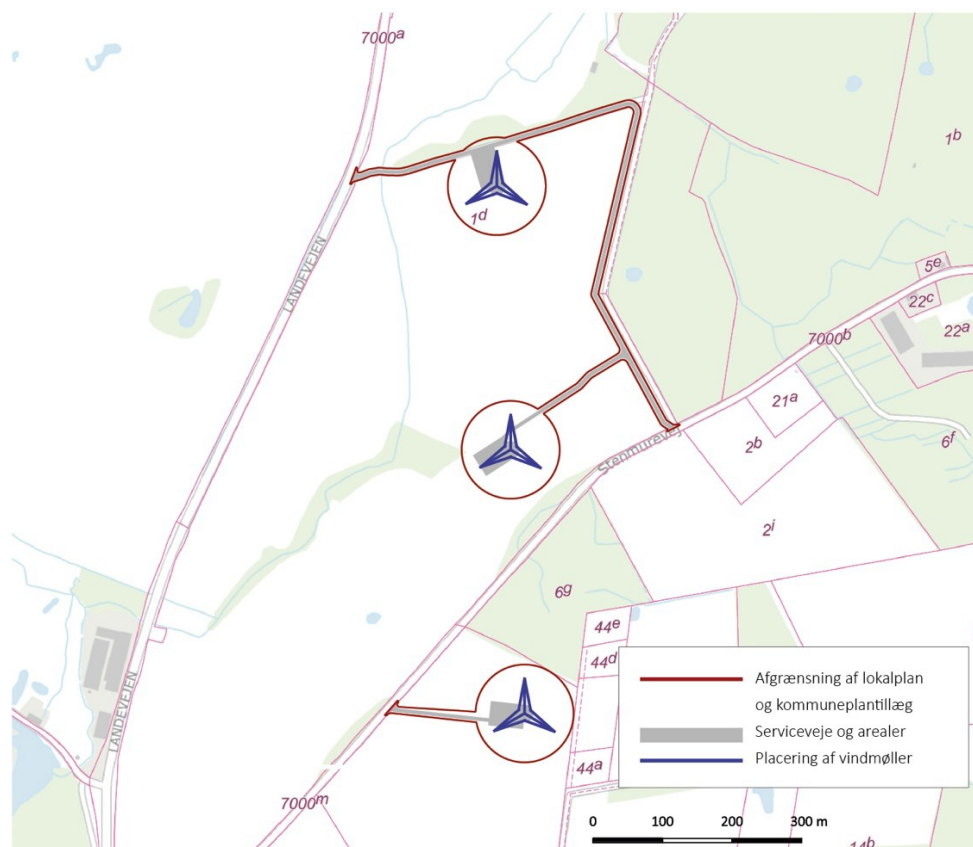 7000a
1b
1d
LANDEVEJEN
5e
22c
7000b
22a
21a
2b
6f
Stenmurevej
2i
6g
44e
44d
LANDEVEJEN
44a
7000m
Afgrænsning af lokalplan
og kommuneplantillæg
Serviceveje og arealer
Placering af vindmøller
0 100 200 300 m
14b